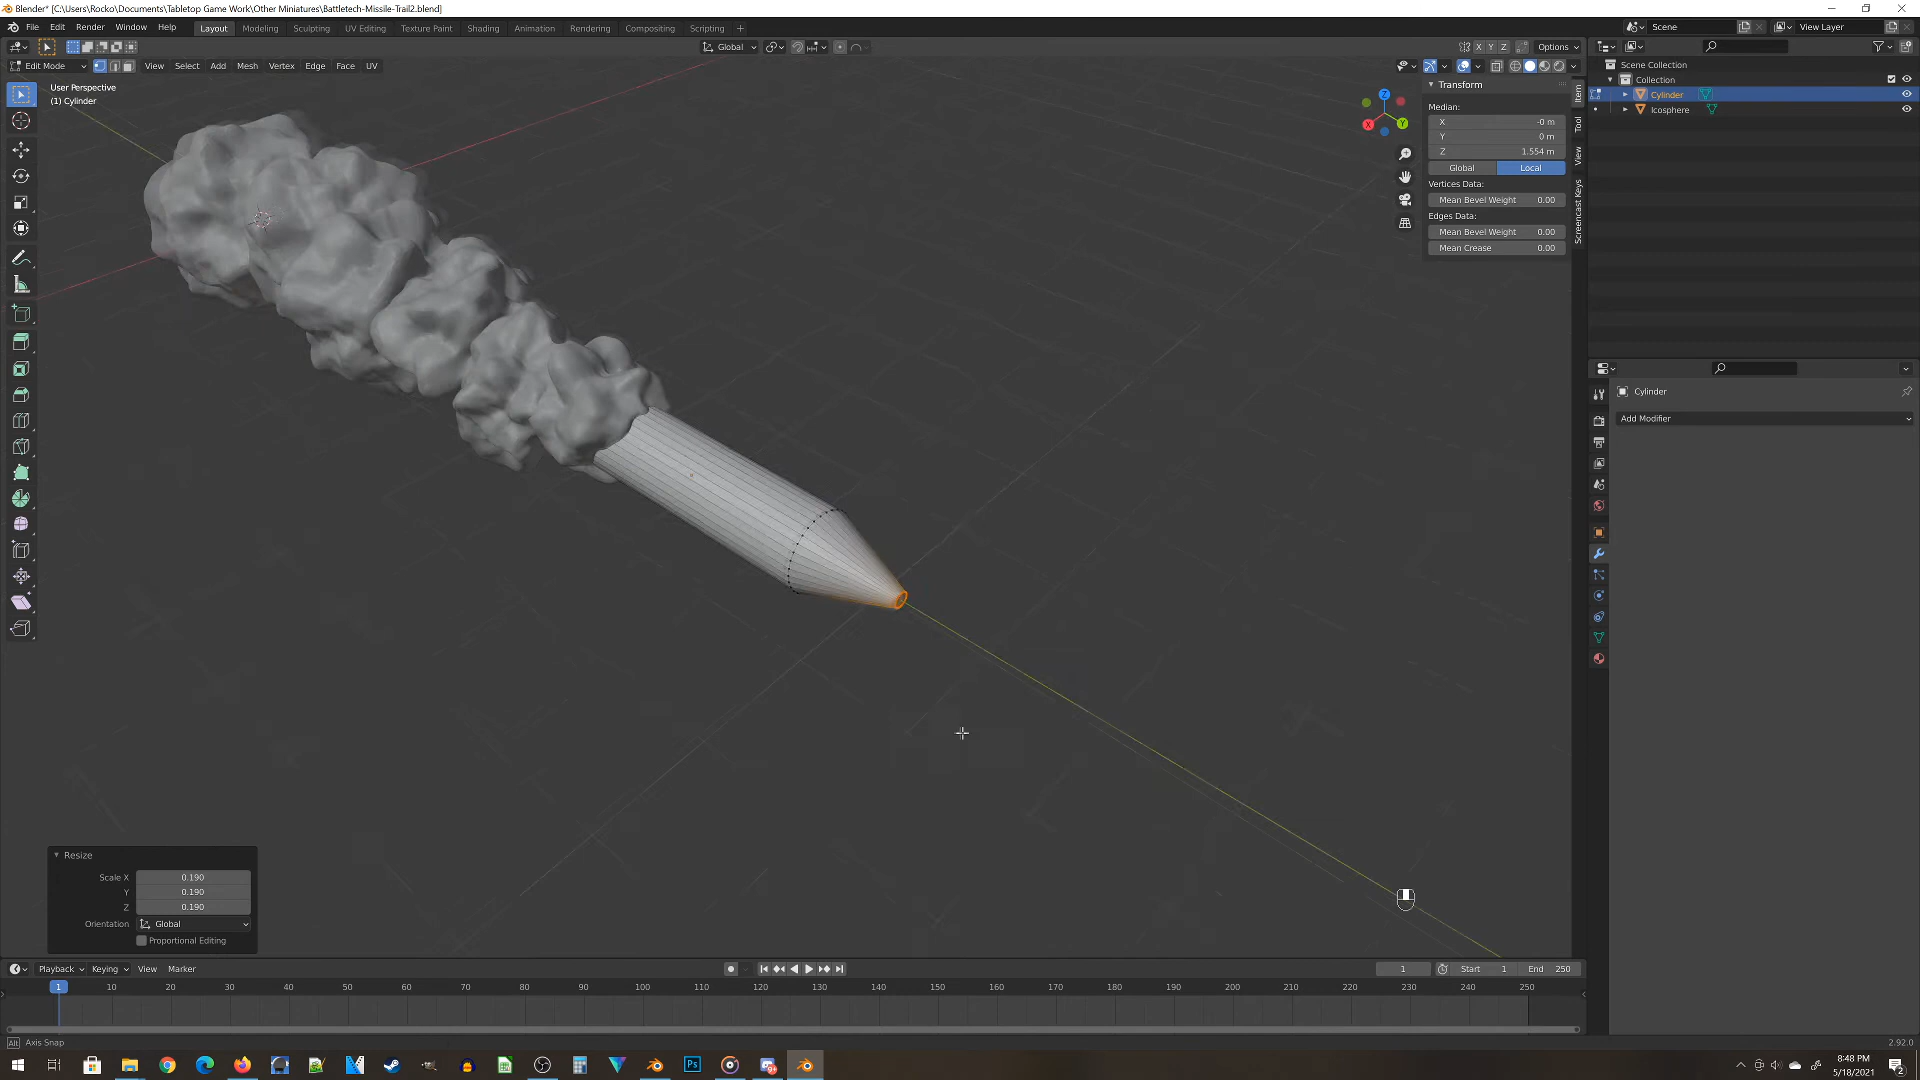 Blender* [C:\Users\Rocko\Documents\Tabletop Game Work\Other Miniatures\Battletech-Missile-Trail2.blend]
File Edit Render Window Help Layout Modeling Sculpting UV Editing Texture Paint Shading Animation Rendering Compositing Scripting + Scene View Layer
Global X Y Z Options
Edit Mode View Select Add Mesh Vertex Edge Face UV
User Perspective
(1) Cylinder
Transform
Median:
X -0 m
Y 0 m
Z 1.554 m
Global Local
Vertices Data:
Mean Bevel Weight 0.00
Edges Data:
Mean Bevel Weight 0.00
Mean Crease 0.00
Item
Tool
View
Screencast Keys
Z
X
Y
Scene Collection
Collection
Cylinder
Icosphere
Cylinder
Add Modifier
Resize
Scale X 0.190
Y 0.190
Z 0.190
Orientation Global
Proportional Editing
Playback Keying View Marker 1 Start 1 End 250
1 10 20 30 40 50 60 70 80 90 100 110 120 130 140 150 160 170 180 190 200 210 220 230 240 250
Alt Axis Snap 2.92.0
Ps 9+
8:48 PM
5/18/2021
2